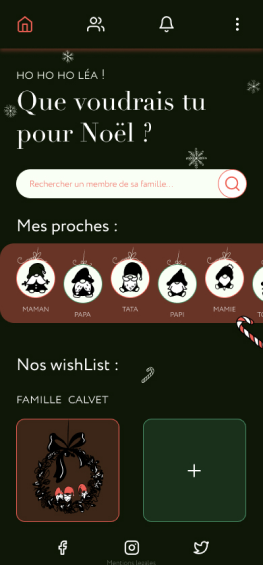 HO HO HO LÉA !
Que voudrais tu
pour Noël ?
Rechercher un membre de sa famille...
Mes proches :
MAMAN
PAPA
TATA
PAPI
MAMIE
Nos wishList :
FAMILLE CALVET
Mentions légales